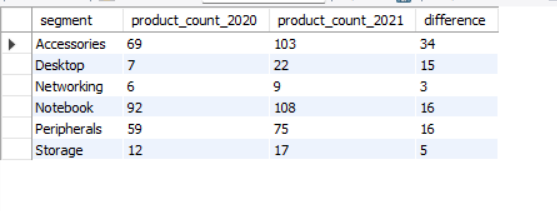 segment product_count_2020 product_count_2021 difference
Accessories 69 103 34
Desktop 7 22 15
Networking 6 9 3
Notebook 92 108 16
Peripherals 59 75 16
Storage 12 17 5